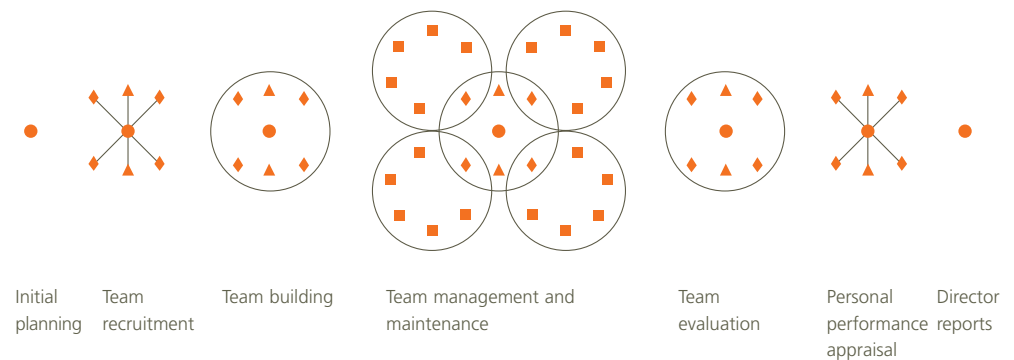 Initial
planning
Team
recruitment
Team building
Team management and
maintenance
Team
evaluation
Personal
performance
appraisal
Director
reports